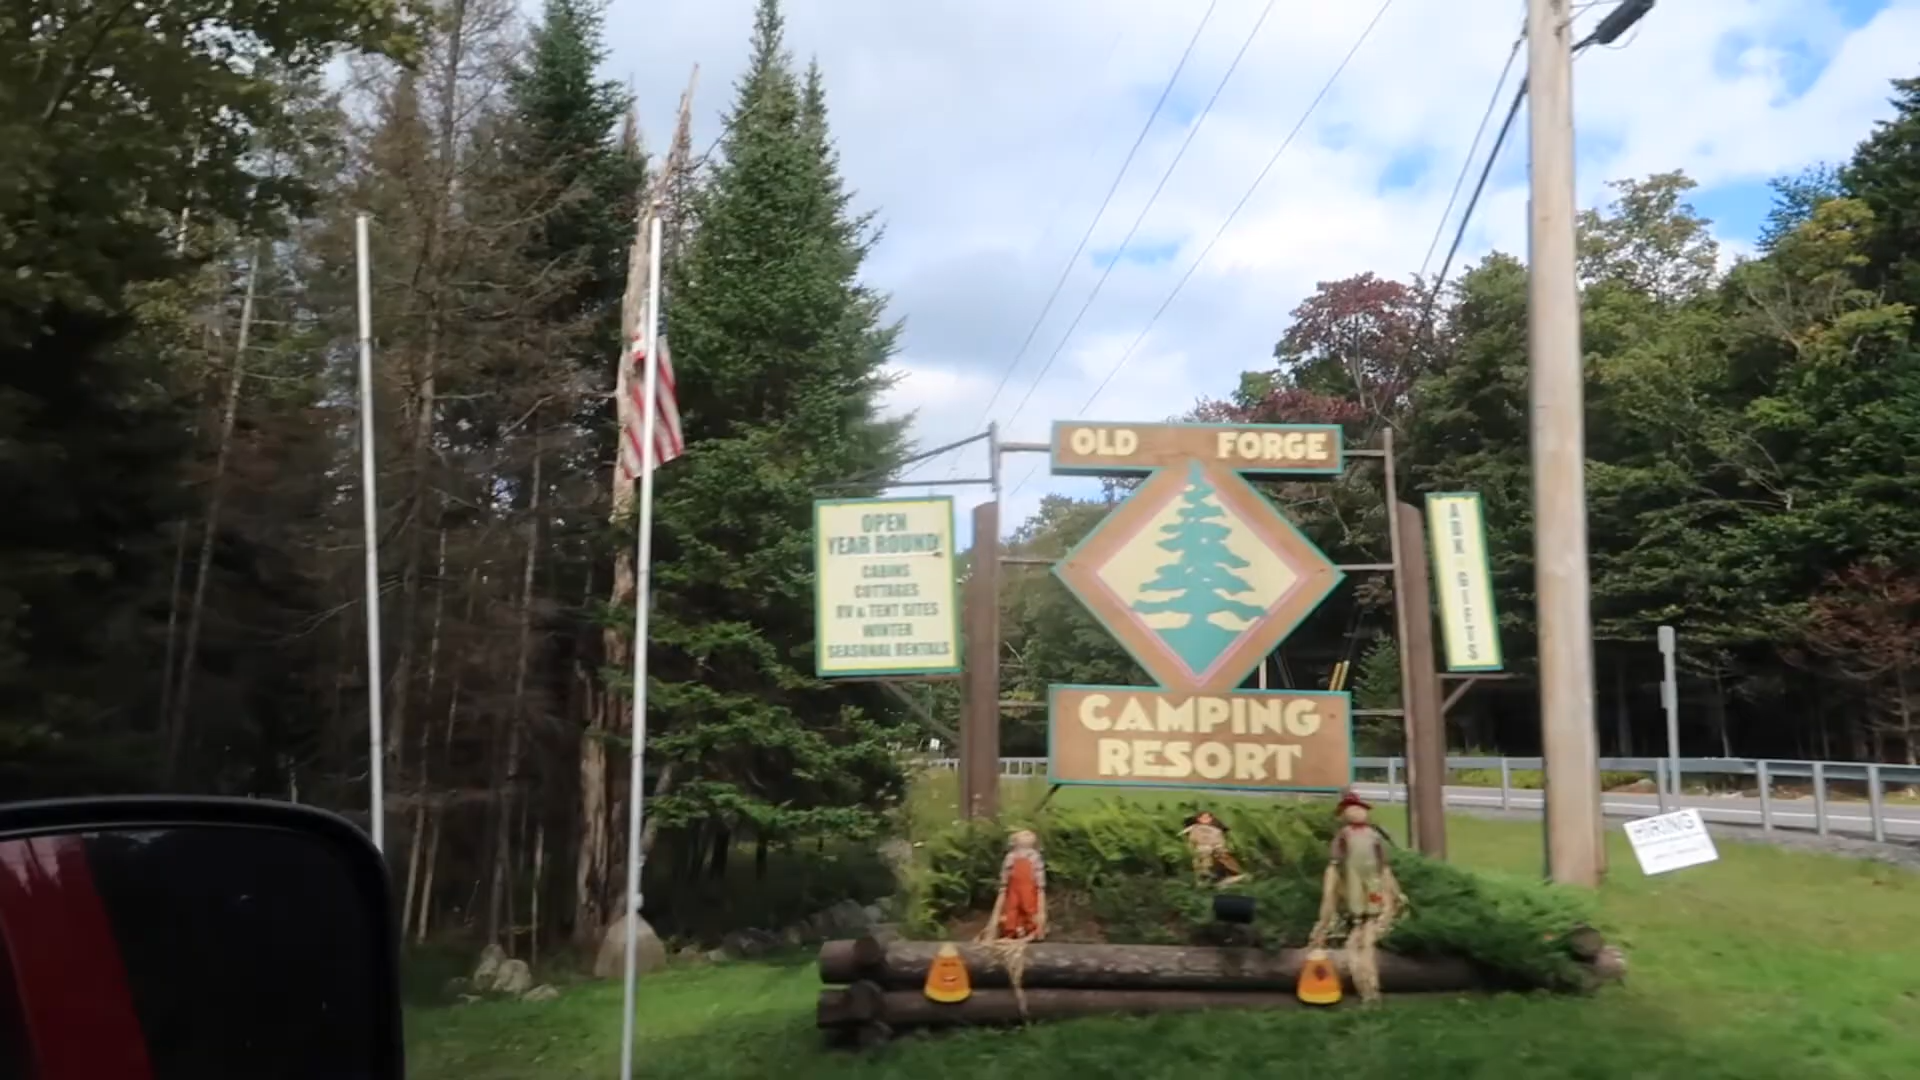 OLD FORGE
OPEN
YEAR ROUND
CABINS
COTTAGES
RV & TENT SITES
WINTER
SEASONAL RENTALS
ADK GIFTS
CAMPING
RESORT
HIRING